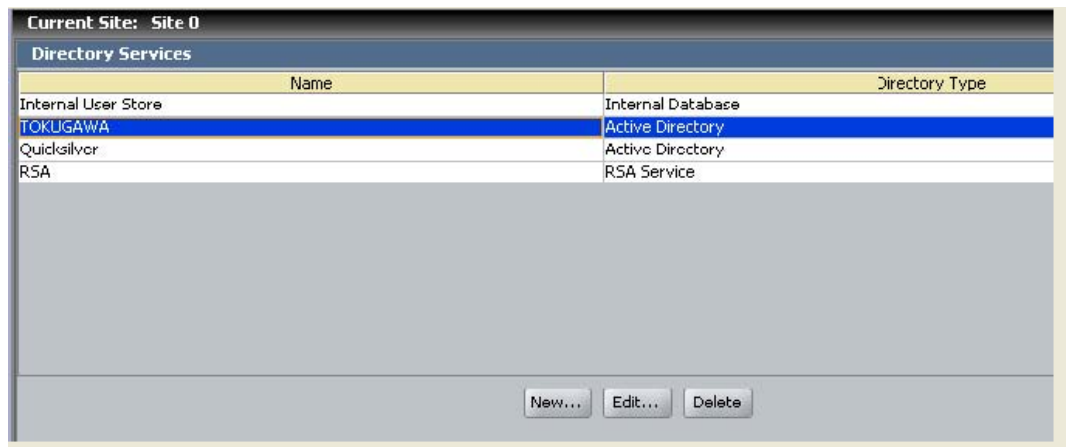 Current Site: Site 0
Directory Services
Name Directory Type
Internal User Store Internal Database
TOKUGAWA Active Directory
Quicksilver Active Directory
RSA RSA Service
New... Edit... Delete